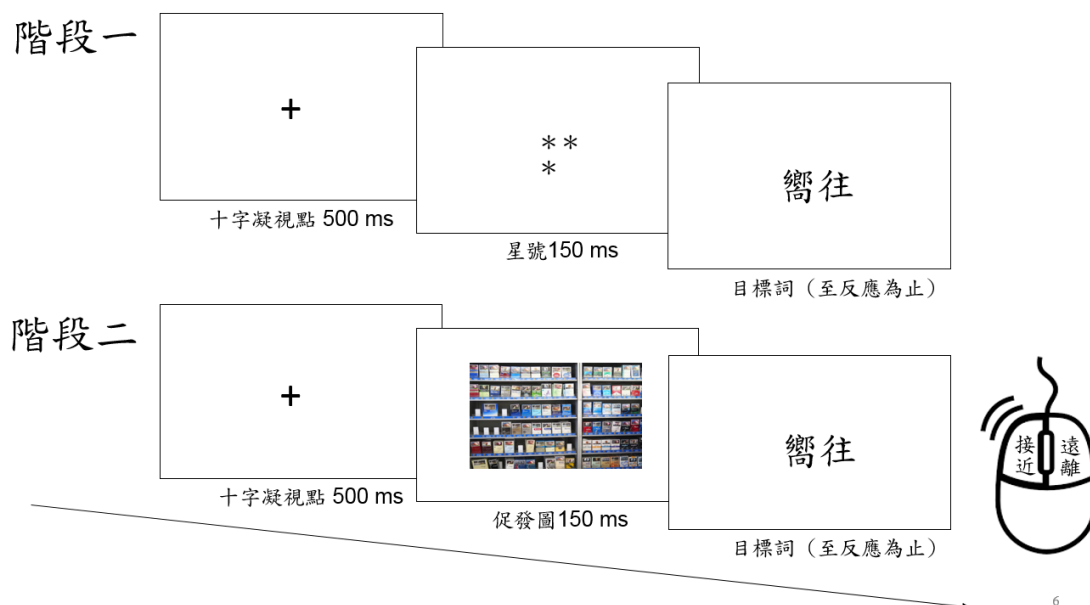 階段一
+
十字凝視點 500 ms
＊＊
＊
星號150 ms
嚮往
目標詞（至反應為止）
階段二
+
十字凝視點 500 ms
促發圖150 ms
嚮往
目標詞（至反應為止）
接近
遠離
6